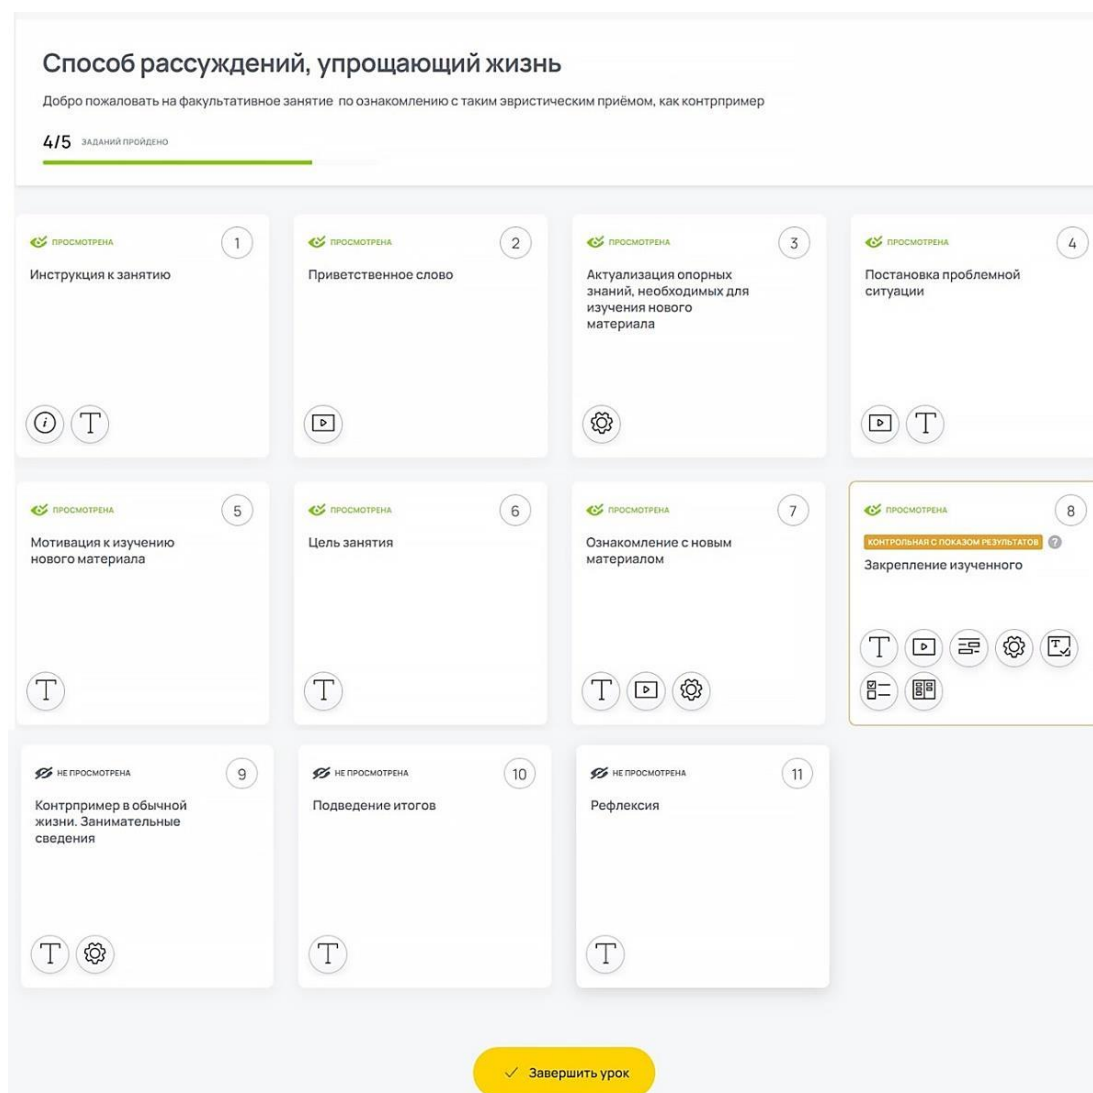 Способ рассуждений, упрощающий жизнь
Добро пожаловать на факультативное занятие по ознакомлению с таким эвристическим приёмом, как контрпример
4/5 ЗАДАНИЙ ПРОЙДЕНО
ПРОСМОТРЕНА
1
Инструкция к занятию
i T
ПРОСМОТРЕНА
2
Приветственное слово
ПРОСМОТРЕНА
3
Актуализация опорных
знаний, необходимых для
изучения нового
материала
ПРОСМОТРЕНА
4
Постановка проблемной
ситуации
T
ПРОСМОТРЕНА
5
Мотивация к изучению
нового материала
T
ПРОСМОТРЕНА
6
Цель занятия
T
ПРОСМОТРЕНА
7
Ознакомление с новым
материалом
T
ПРОСМОТРЕНА
8
КОНТРОЛЬНАЯ С ПОКАЗОМ РЕЗУЛЬТАТОВ ?
Закрепление изученного
T T
НЕ ПРОСМОТРЕНА
9
Контрпример в обычной
жизни. Занимательные
сведения
T
НЕ ПРОСМОТРЕНА
10
Подведение итогов
T
НЕ ПРОСМОТРЕНА
11
Рефлексия
T
Завершить урок